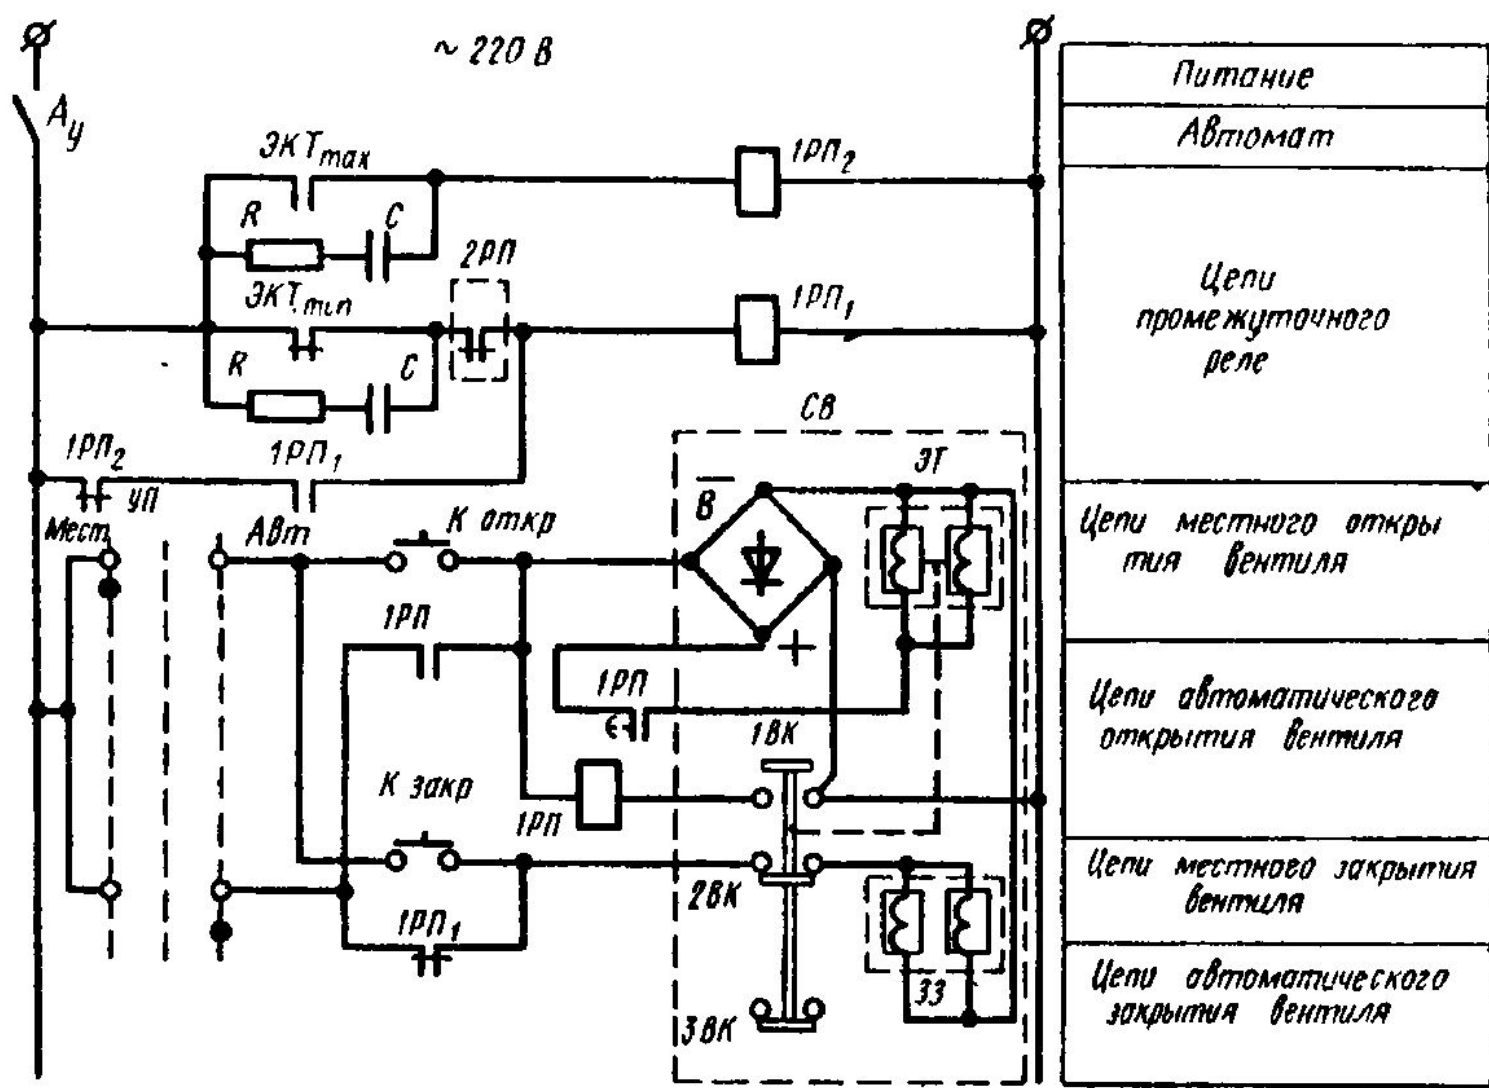 ~ 220 В
Aу
ЭКТmax
1РП2
R
C
2РП
ЭКТmin
1РП1
R
C
СВ
1РП2
1РП1
ЭТ
УП
В
Мест
Авт
К откр
1РП
+
1РП
1ВК
К закр
1РП
2ВК
1РП1
ЭЗ
3ВК
Питание
Автомат
Цепи
промежуточного
реле
Цепи местного откры
тия вентиля
Цепи автоматического
открытия вентиля
Цепи местного закрытия
вентиля
Цепи автоматического
закрытия вентиля